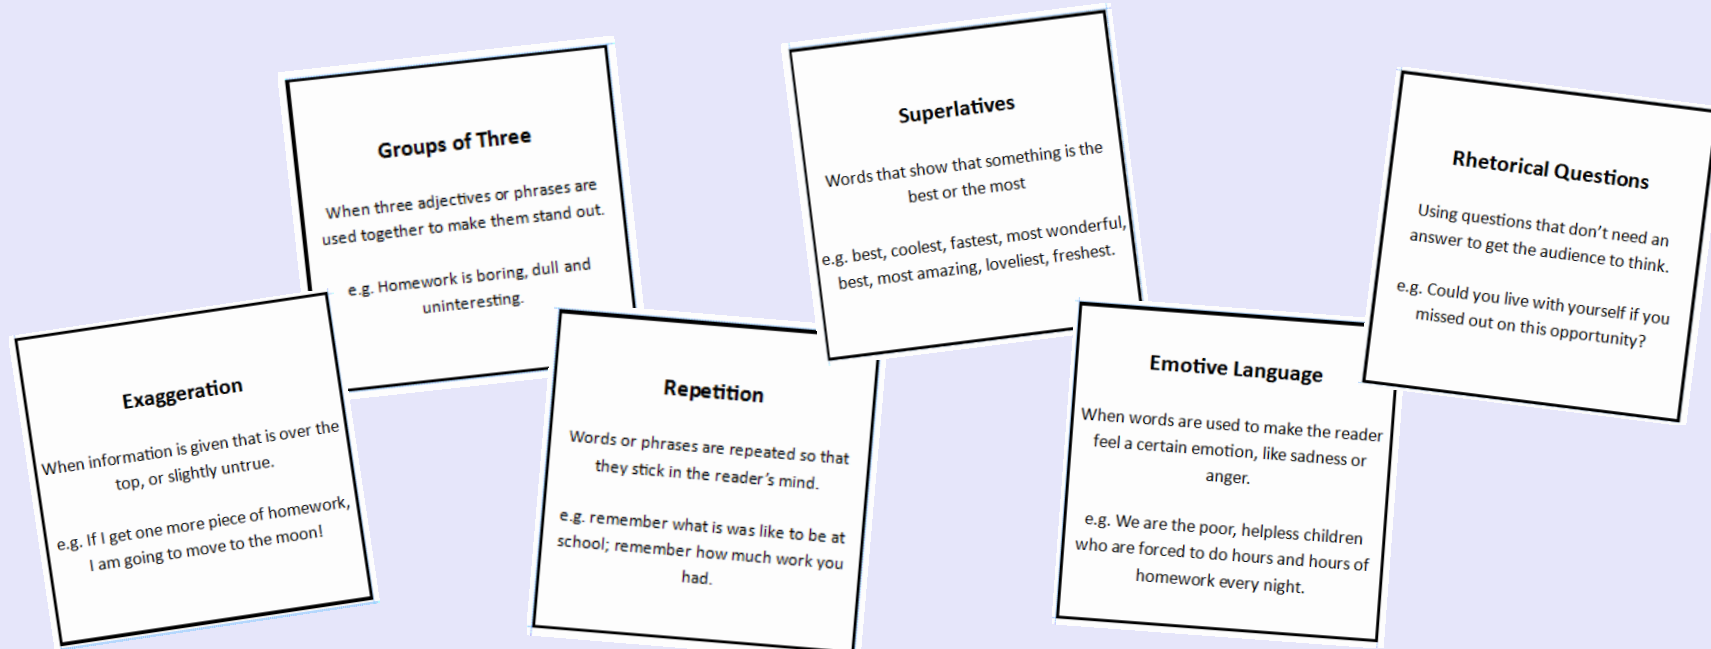 Groups of Three
When three adjectives or phrases are
used together to make them stand out.
e.g. Homework is boring, dull and
uninteresting.
Superlatives
Words that show that something is the
best or the most
e.g. best, coolest, fastest, most wonderful,
best, most amazing, loveliest, freshest.
Rhetorical Questions
Using questions that don’t need an
answer to get the audience to think.
e.g. Could you live with yourself if you
missed out on this opportunity?
Exaggeration
When information is given that is over the
top, or slightly untrue.
e.g. If I get one more piece of homework,
I am going to move to the moon!
Repetition
Words or phrases are repeated so that
they stick in the reader’s mind.
e.g. remember what is was like to be at
school; remember how much work you
had.
Emotive Language
When words are used to make the reader
feel a certain emotion, like sadness or
anger.
e.g. We are the poor, helpless children
who are forced to do hours and hours of
homework every night.